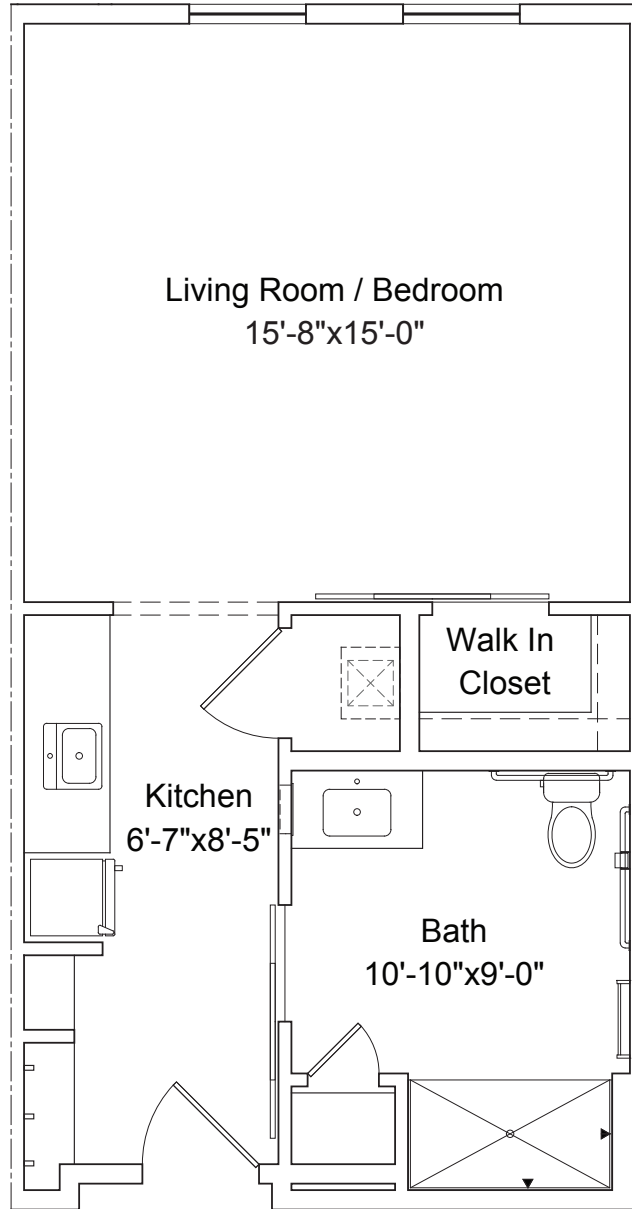 Living Room / Bedroom
15'-8"x15'-0"
Walk In
Closet
Kitchen
6'-7"x8'-5"
Bath
10'-10"x9'-0"